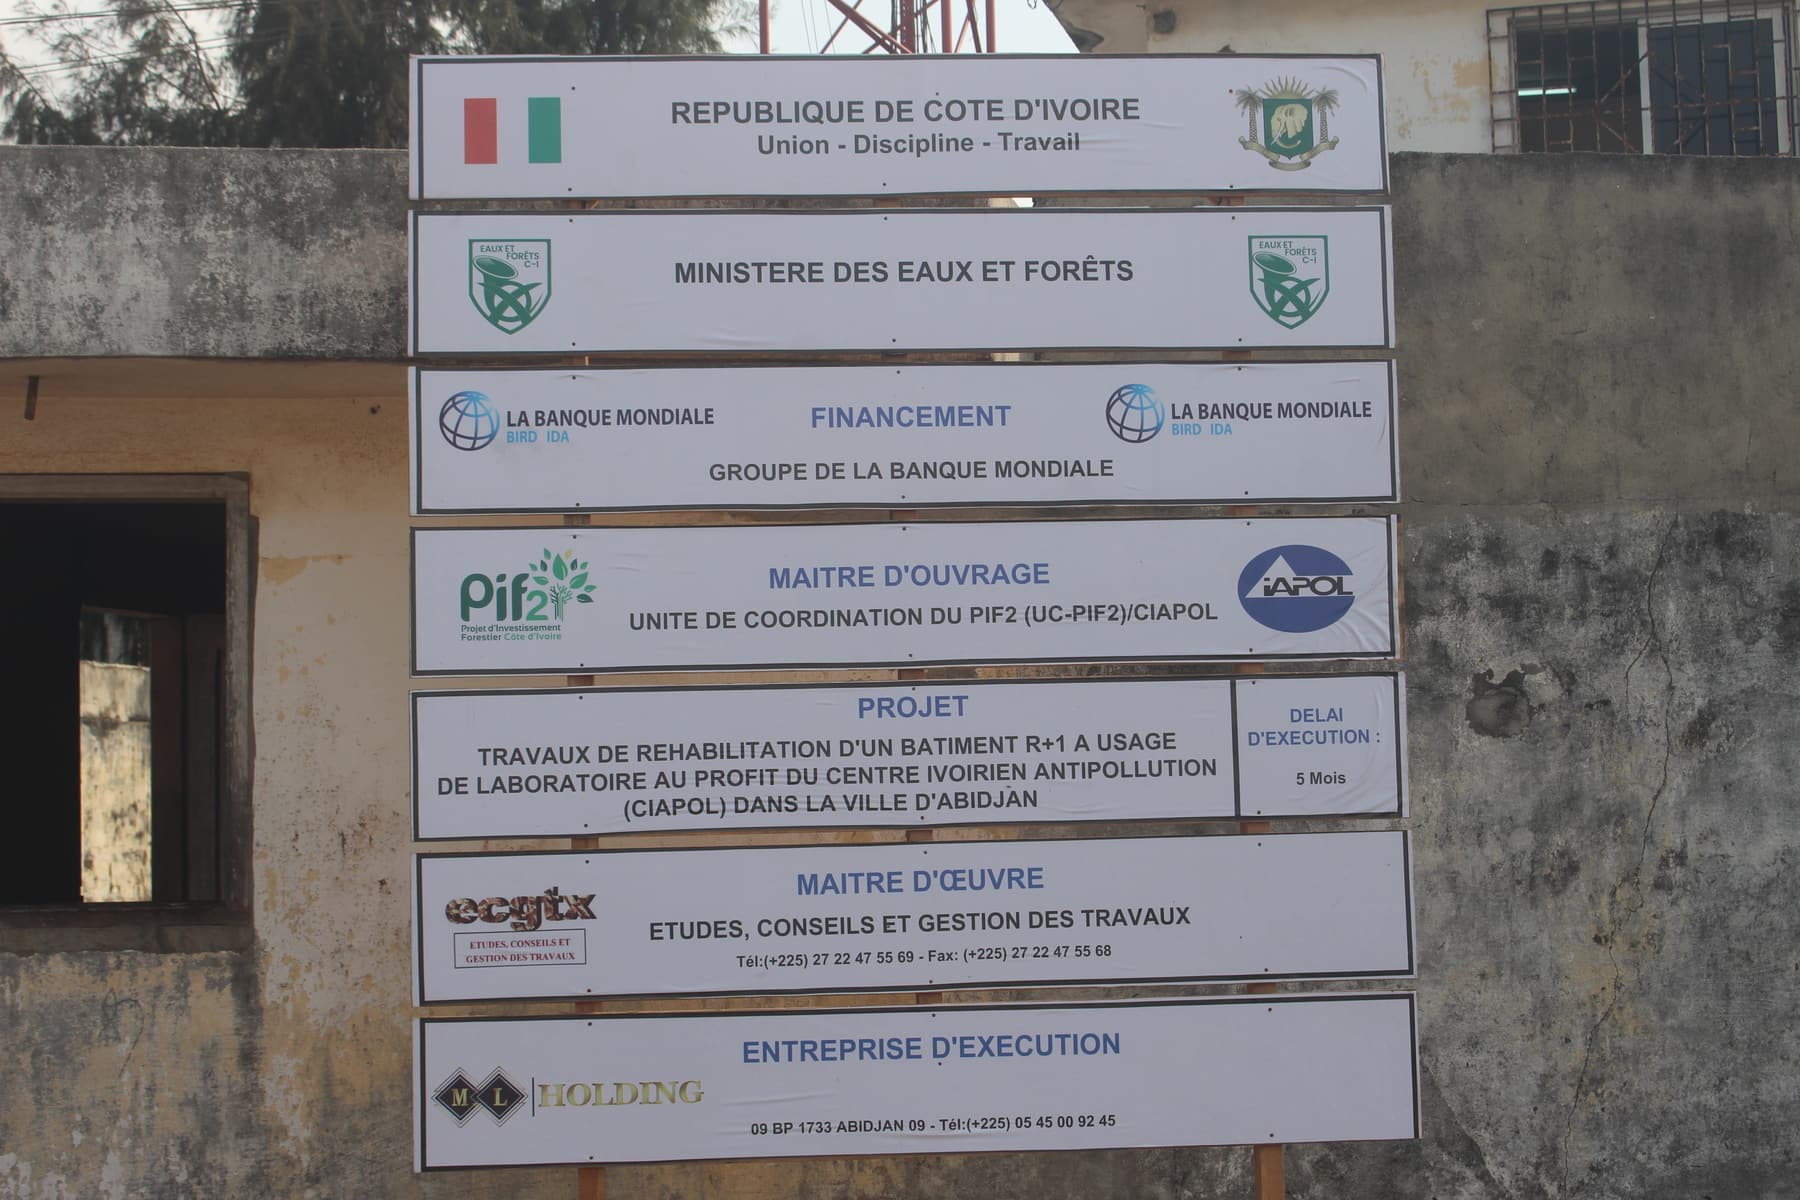 REPUBLIQUE DE COTE D'IVOIRE
Union - Discipline - Travail
EAUX ET
FORÊTS
C-I
MINISTERE DES EAUX ET FORÊTS
EAUX ET
FORÊTS
C-I
LA BANQUE MONDIALE
BIRD IDA
FINANCEMENT
LA BANQUE MONDIALE
BIRD IDA
GROUPE DE LA BANQUE MONDIALE
Pif2
Projet d'Investissement
Forestier Côte d'Ivoire
MAITRE D'OUVRAGE
UNITE DE COORDINATION DU PIF2 (UC-PIF2)/CIAPOL
iAPOL
PROJET
TRAVAUX DE REHABILITATION D'UN BATIMENT R+1 A USAGE
DE LABORATOIRE AU PROFIT DU CENTRE IVOIRIEN ANTIPOLLUTION
(CIAPOL) DANS LA VILLE D'ABIDJAN
DELAI
D'EXECUTION :
5 Mois
ecgtx
ETUDES, CONSEILS ET
GESTION DES TRAVAUX
MAITRE D'ŒUVRE
ETUDES, CONSEILS ET GESTION DES TRAVAUX
Tél:(+225) 27 22 47 55 69 - Fax: (+225) 27 22 47 55 68
ENTREPRISE D'EXECUTION
M L HOLDING
09 BP 1733 ABIDJAN 09 - Tél:(+225) 05 45 00 92 45